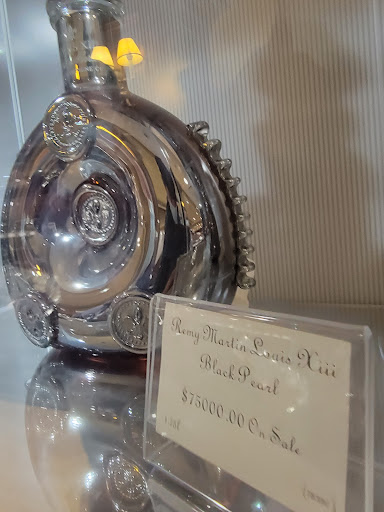 Remy Martin Louis Xiii
Black Pearl
$75000.00 On Sale